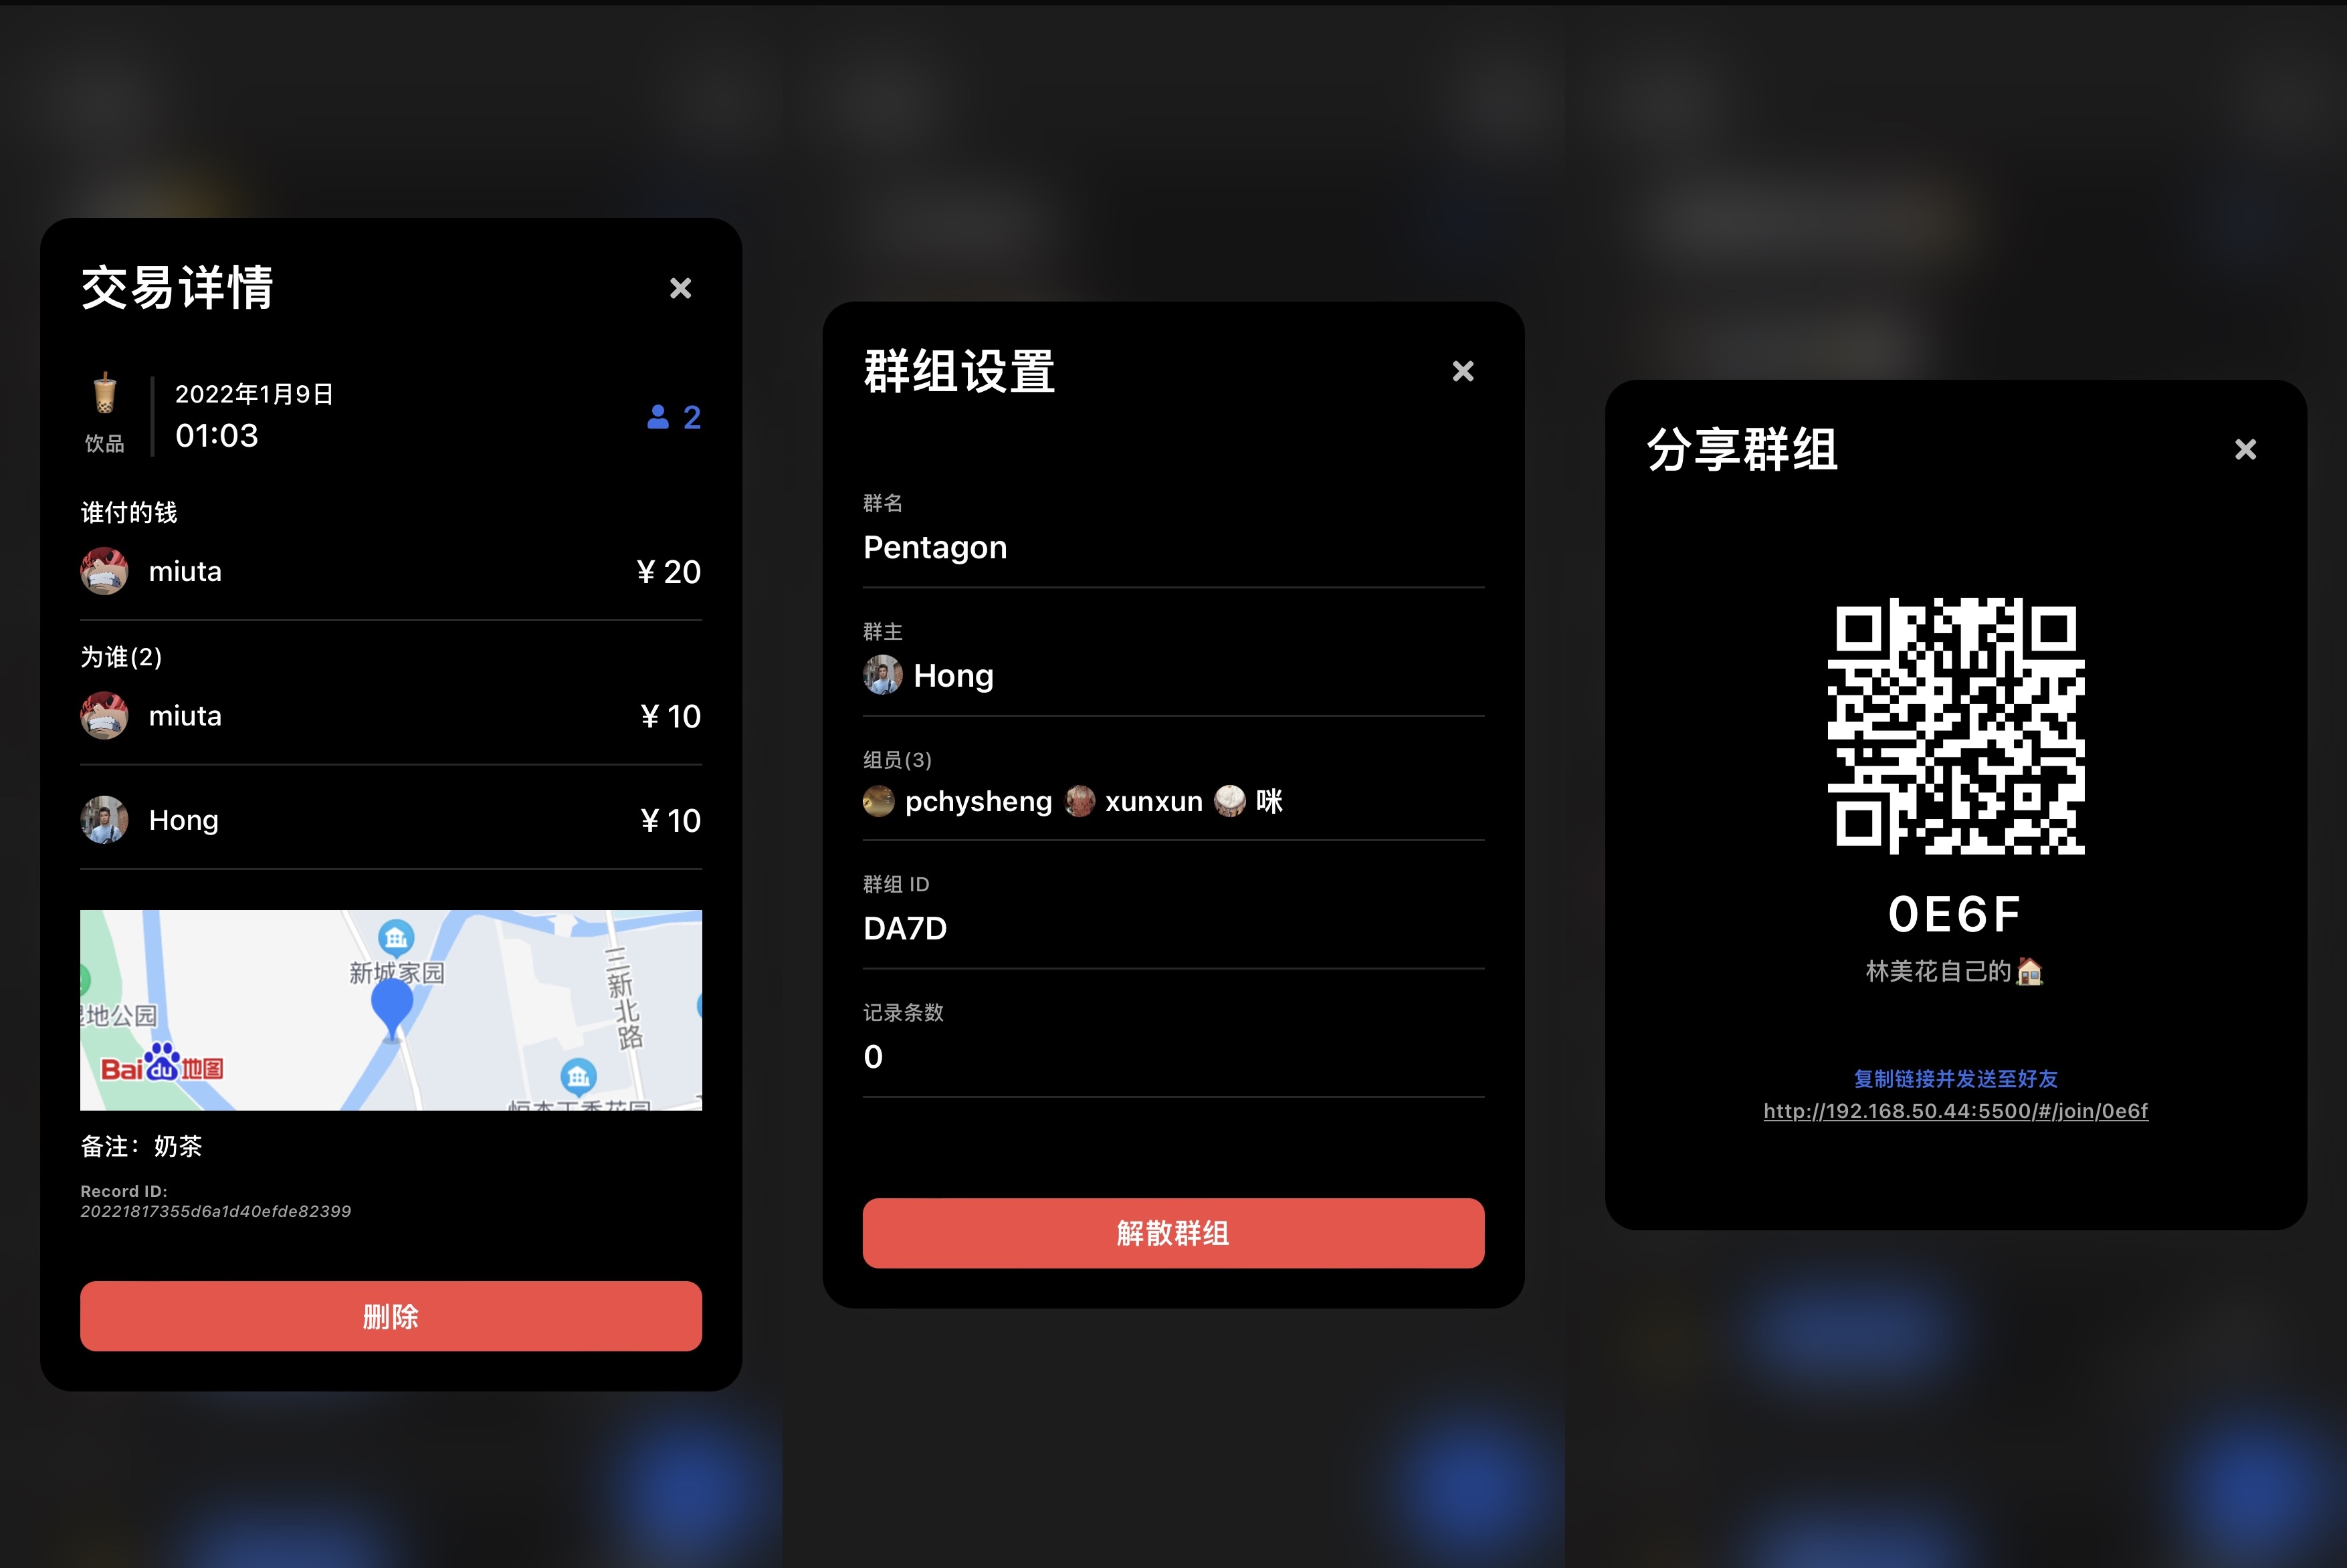 交易详情
饮品
2022年1月9日
01:03
2
谁付的钱
miuta
¥ 20
为谁(2)
miuta
¥ 10
Hong
¥ 10
新城家园
三新北路
地公园
Bai du 地图
备注：奶茶
Record ID:
20221817355d6a1d40efde82399
删除
群组设置
群名
Pentagon
群主
Hong
组员(3)
pchysheng xunxun 咪
群组 ID
DA7D
记录条数
0
解散群组
分享群组
0E6F
林美花自己的🏠
复制链接并发送至好友
http://192.168.50.44:5500/#/join/0e6f